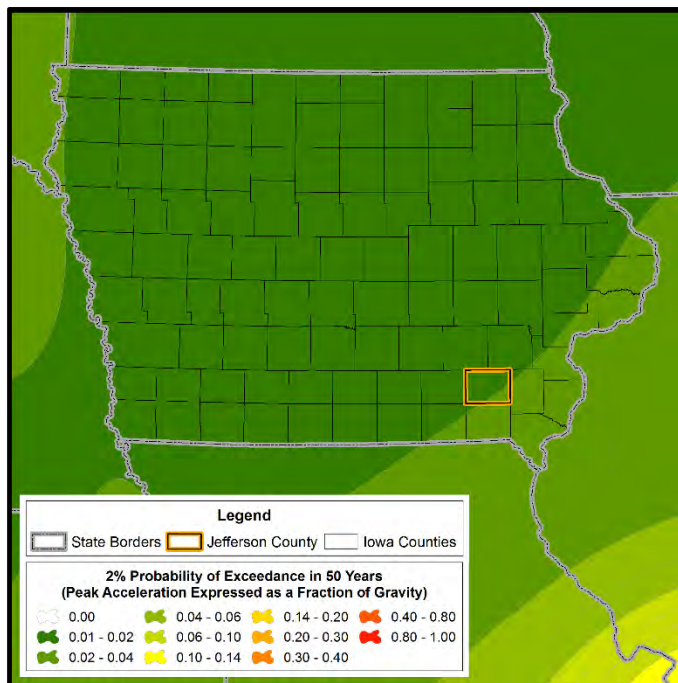 Legend
State Borders Jefferson County Iowa Counties
2% Probability of Exceedance in 50 Years
(Peak Acceleration Expressed as a Fraction of Gravity)
0.00 0.04 - 0.06 0.14 - 0.20 0.40 - 0.80
0.01 - 0.02 0.06 - 0.10 0.20 - 0.30 0.80 - 1.00
0.02 - 0.04 0.10 - 0.14 0.30 - 0.40